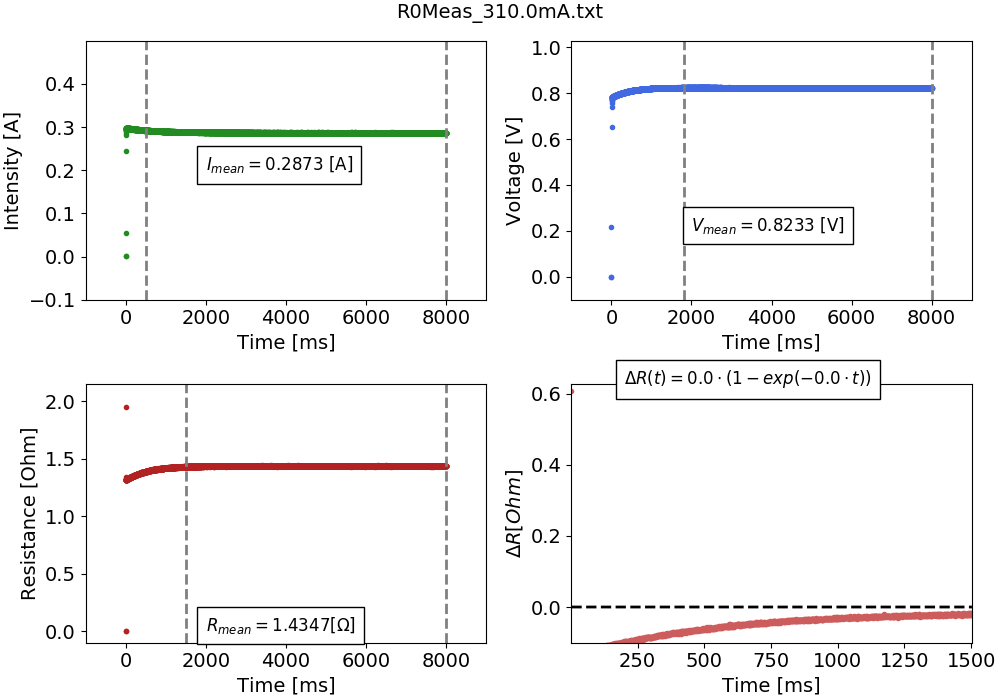 R0Meas_310.0mA.txt
Intensity [A]
0.4
0.3
0.2
0.1
0.0
−0.1
I_mean = 0.2873 [A]
0 2000 4000 6000 8000
Time [ms]
Voltage [V]
1.0
0.8
0.6
0.4
0.2
0.0
V_mean = 0.8233 [V]
0 2000 4000 6000 8000
Time [ms]
Resistance [Ohm]
2.0
1.5
1.0
0.5
0.0
R_mean = 1.4347[Ω]
0 2000 4000 6000 8000
Time [ms]
ΔR(t) = 0.0 · (1 − exp(−0.0 · t))
ΔR[Ohm]
0.6
0.4
0.2
0.0
250 500 750 1000 1250 1500
Time [ms]